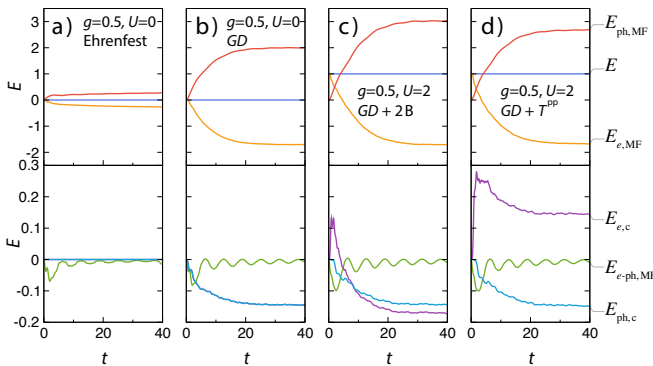 a) g=0.5, U=0
Ehrenfest
b) g=0.5, U=0
GD
c)
g=0.5, U=2
GD + 2B
d)
g=0.5, U=2
GD + T^pp
E_ph,MF
E
E_e,MF
E
3
2
1
0
-1
-2
E_e,c
E_e-ph,MF
E_ph,c
E
0.3
0.2
0.1
0
-0.1
-0.2
0 20 40
0 20 40
0 20 40
0 20 40
t
t
t
t